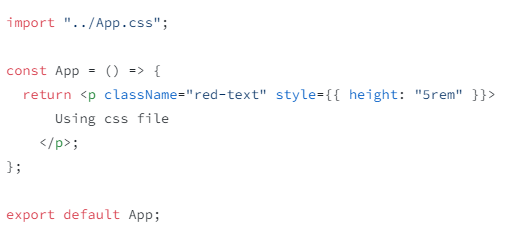 import "../App.css";
const App = () => {
  return <p className="red-text" style={{ height: "5rem" }}>
      Using css file
    </p>;
};
export default App;